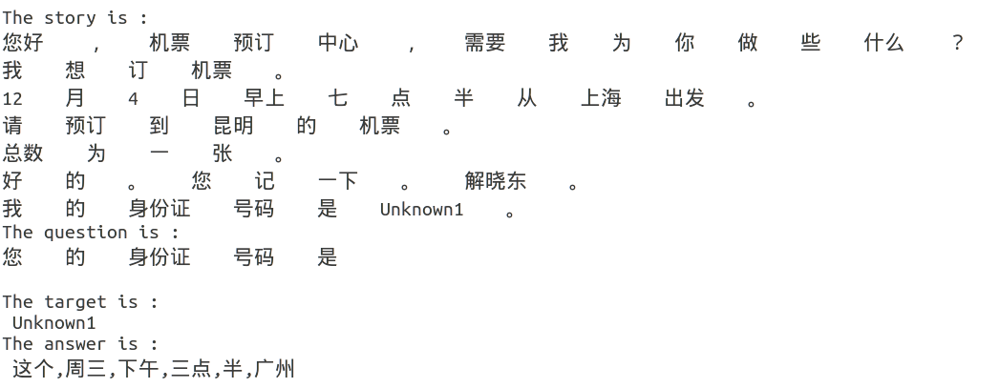 The story is :
您好 , 机票 预订 中心 , 需要 我 为 你 做 些 什么 ?
我 想 订 机票 。
12 月 4 日 早上 七 点 半 从 上海 出发 。
请 预订 到 昆明 的 机票 。
总数 为 一 张 。
好 的 。 您 记 一下 。 解晓东 。
我 的 身份证 号码 是 Unknown1 。
The question is :
您 的 身份证 号码 是
The target is :
Unknown1
The answer is :
这个,周三,下午,三点,半,广州